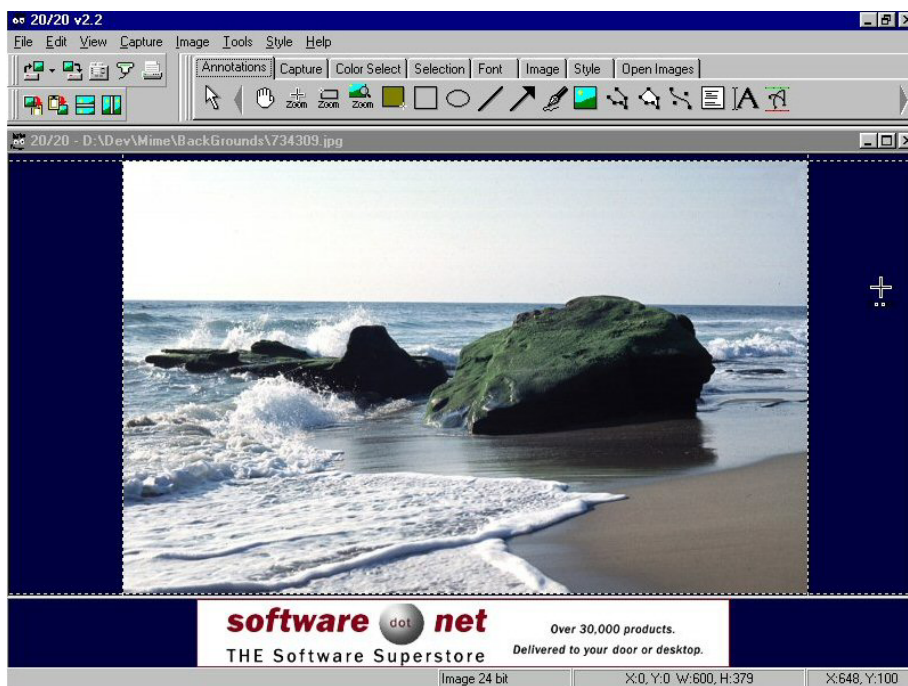 20/20 v2.2
File Edit View Capture Image Tools Style Help
Annotations Capture Color Select Selection Font Image Style Open Images
Zoom Zoom Zoom A A
20/20 - D:\Dev\Mime\BackGrounds\734309.jpg
software dot net
THE Software Superstore
Over 30,000 products.
Delivered to your door or desktop.
Image 24 bit X:0, Y:0 W:600, H:379 X:648, Y:100